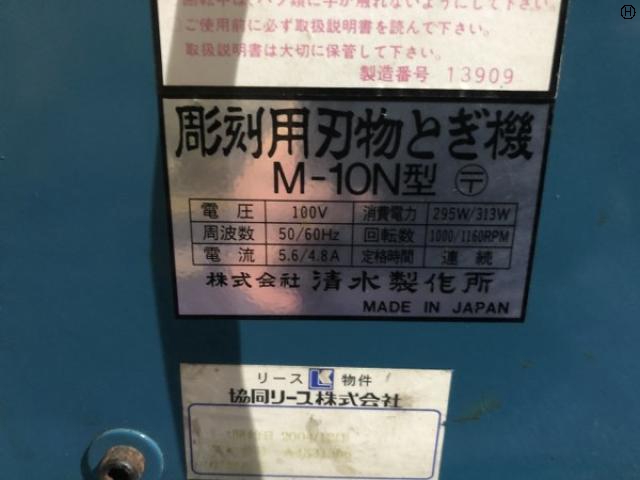 ご使用前に必ず取扱説明書を読んで下さい。
取扱説明書は大切に保管して下さい。
製造番号 13909
彫刻用刃物とぎ機
M-10N型 〒
電圧 100V 消費電力 295W/313W
周波数 50/60Hz 回転数 1000/1160RPM
電流 5.6/4.8A 定格時間 連続
株式会社 清水製作所
MADE IN JAPAN
リース L 物件
協同リース株式会社
H